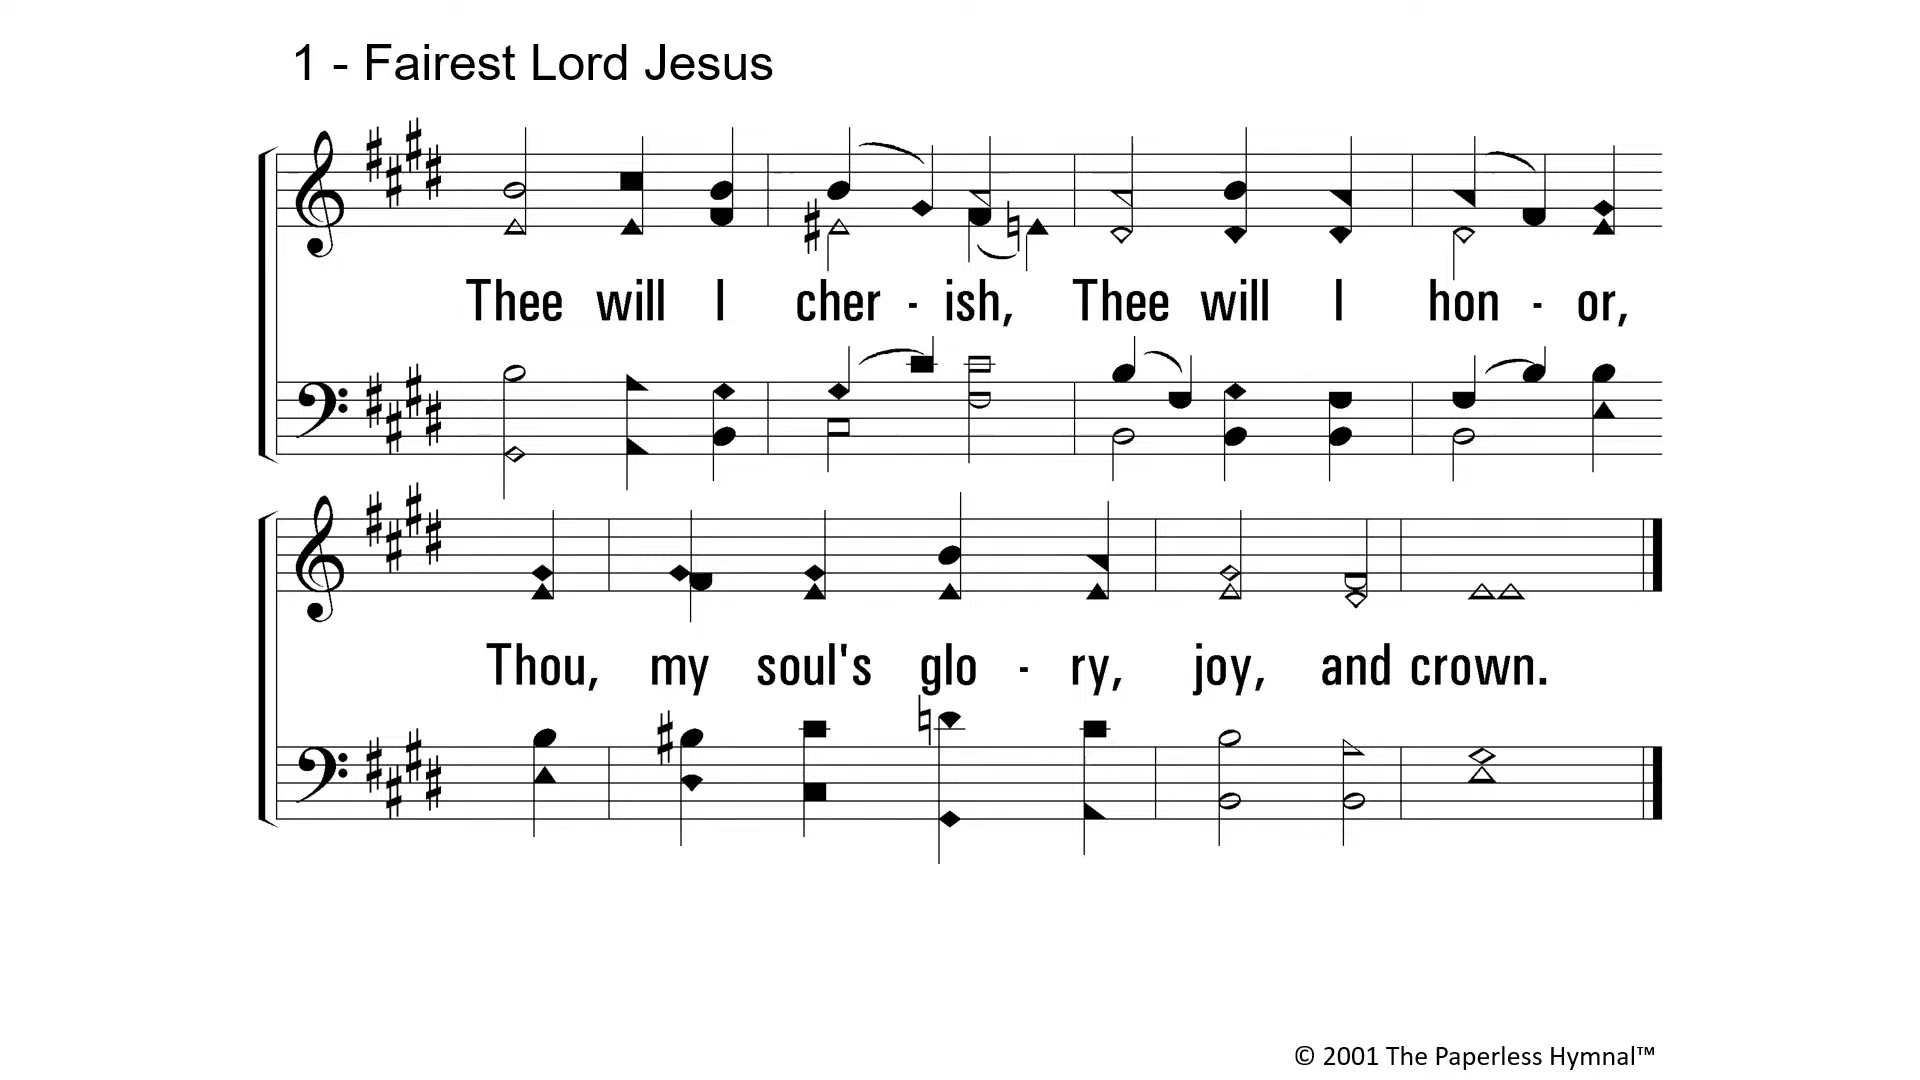 1 - Fairest Lord Jesus
Thee will I cher - ish, Thee will I hon - or,
Thou, my soul's glo - ry, joy, and crown.
© 2001 The Paperless Hymnal™